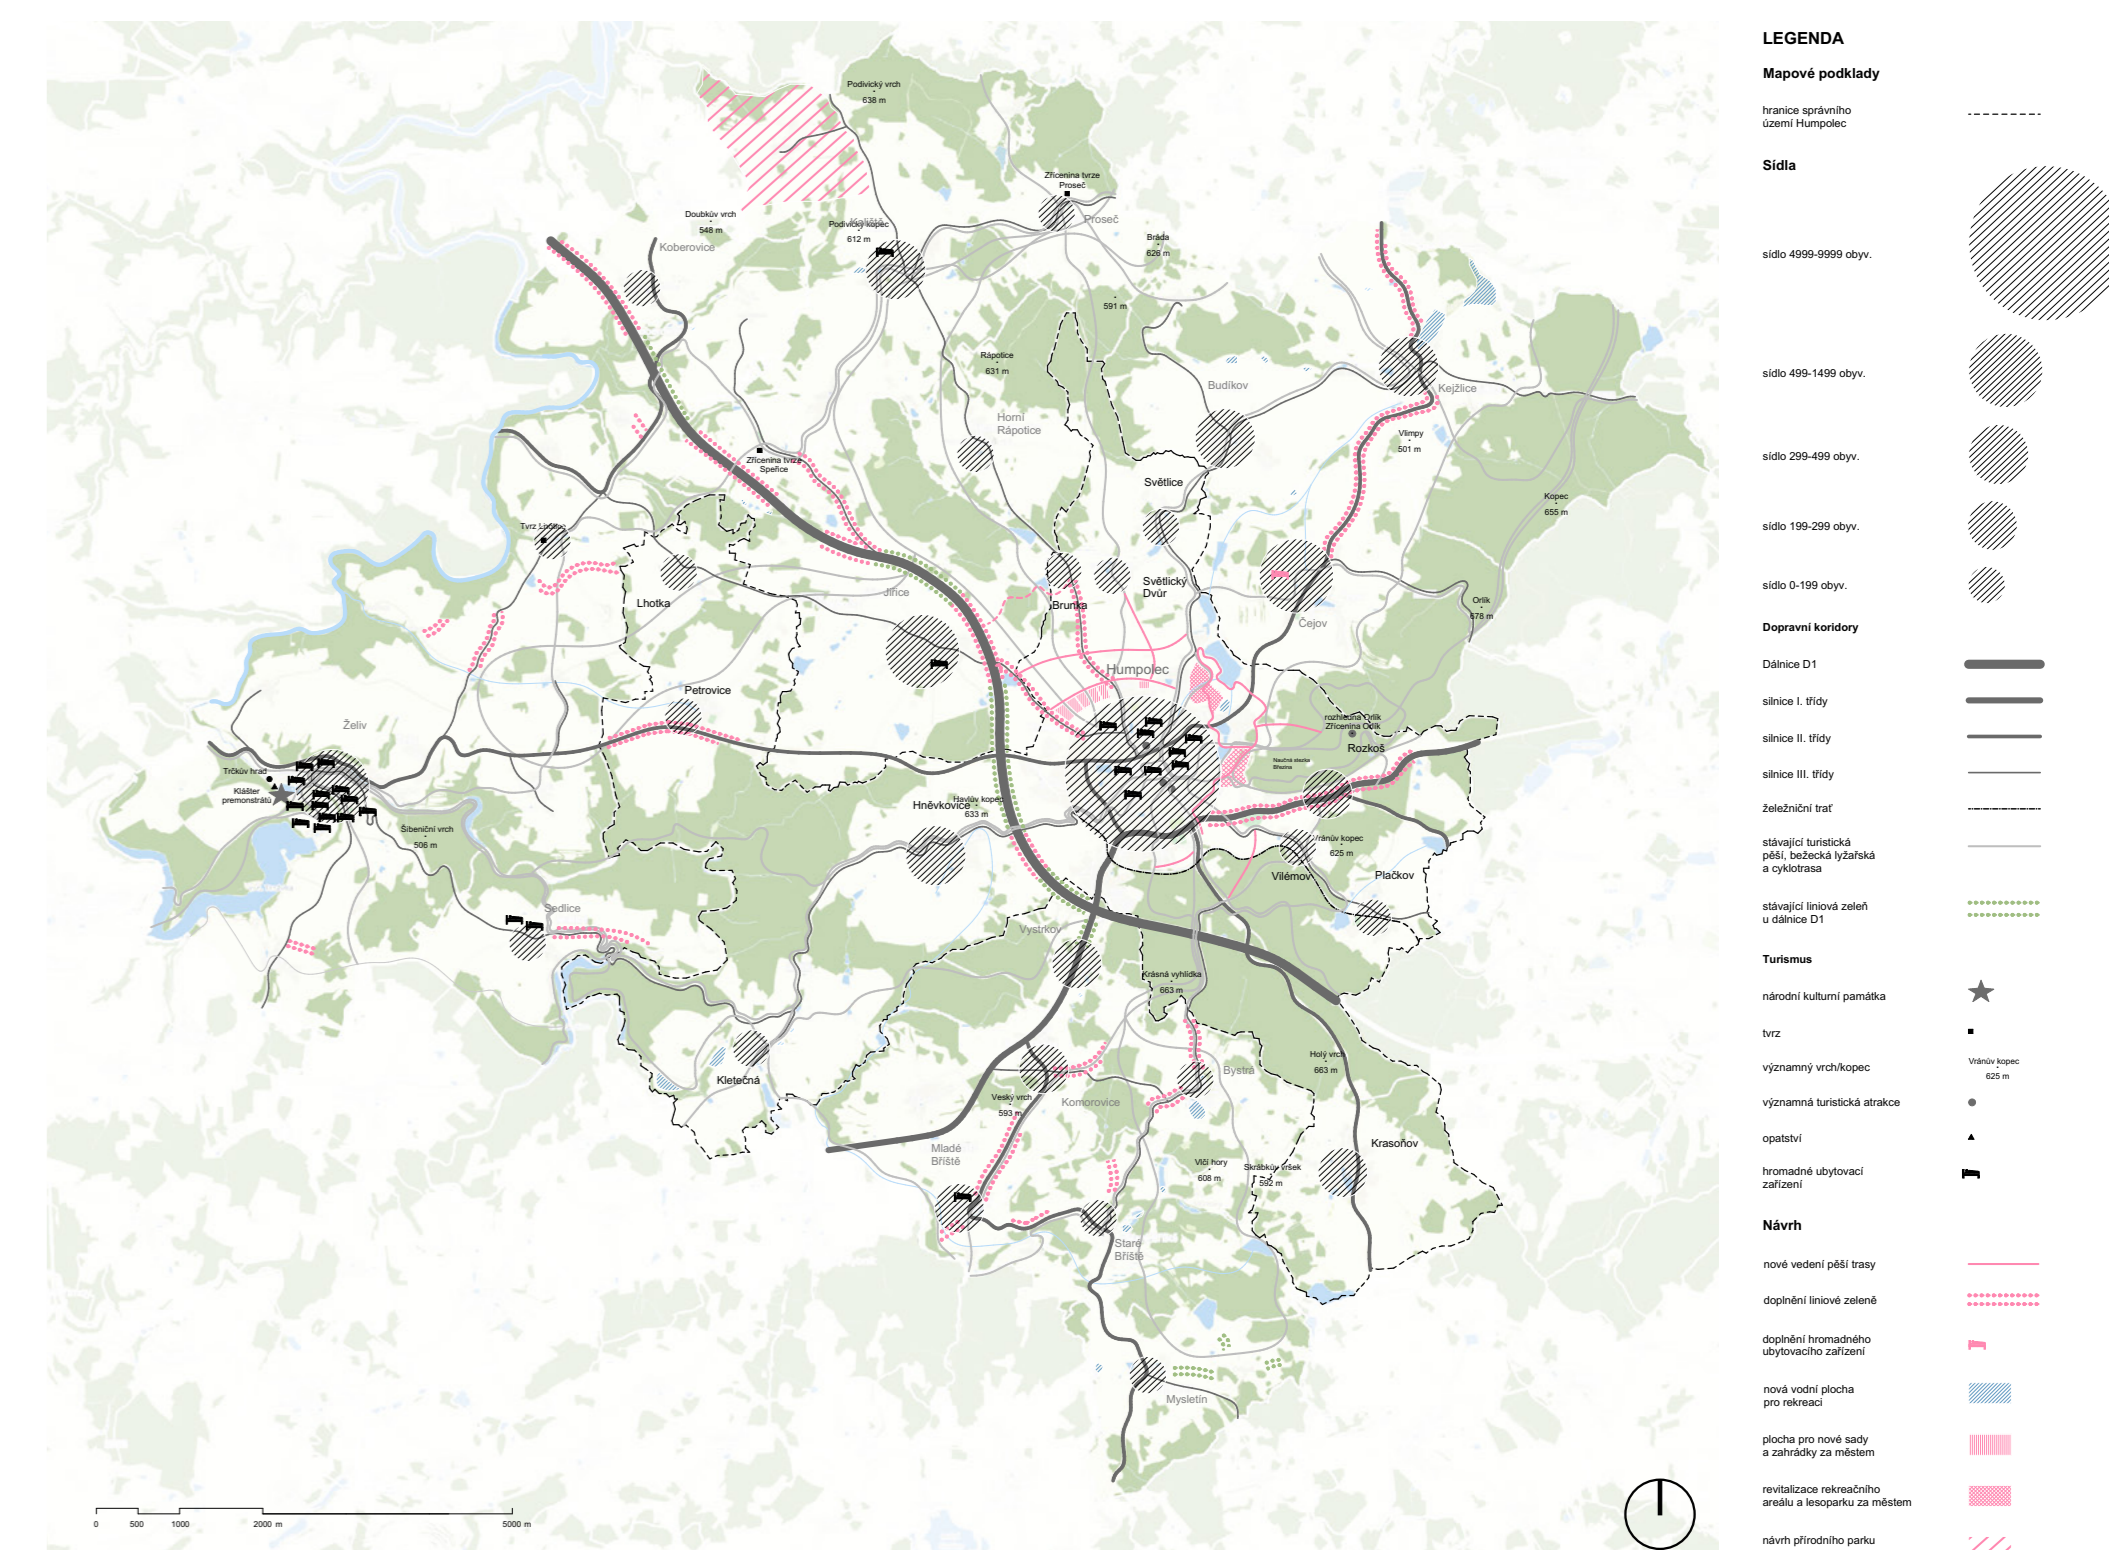 Podivický vrch
638 m
Zřícenina tvrze
Proseč
Proseč
Doubkův vrch
548 m
Podivický kopec
612 m
Koberovice
Bráda
626 m
591 m
Rápotice
631 m
Horní
Rápotice
Budíkov
Kejžlice
Vlimpy
501 m
Zřícenina tvrze
Speřice
Světlice
Kopec
655 m
Lhotka
Jiřice
Brunka
Světlický
Dvůr
Čejov
Orlík
678 m
Humpolec
Petrovice
Želiv
rozhledna Orlík
Zřícenina Orlík
Rozkoš
Naučná stezka
Březina
Trčkův hrad
Klášter
premonstrátů
Hněvkovice
Havlův kopec
633 m
Šibeniční vrch
506 m
Vránův kopec
625 m
Vilémov
Plačkov
Sedlice
Vystrkov
Krásná vyhlídka
663 m
Holý vrch
663 m
Bystrá
Kletečná
Veský vrch
593 m
Komorovice
Mladé
Bříště
Krasoňov
Vlčí hory
608 m
Skrábkův vršek
592 m
Staré
Bříště
Mysletín
0 500 1000 2000 m 5000 m
LEGENDA
Mapové podklady
hranice správního
území Humpolec
Sídla
sídlo 4999-9999 obyv.
sídlo 499-1499 obyv.
sídlo 299-499 obyv.
sídlo 199-299 obyv.
sídlo 0-199 obyv.
Dopravní koridory
Dálnice D1
silnice I. třídy
silnice II. třídy
silnice III. třídy
želežniční trať
stávající turistická
pěší, bežecká lyžařská
a cyklotrasa
stávající liniová zeleň
u dálnice D1
Turismus
národní kulturní památka
tvrz
významný vrch/kopec
Vránův kopec
625 m
významná turistická atrakce
opatství
hromadné ubytovací
zařízení
Návrh
nové vedení pěší trasy
doplnění liniové zeleně
doplnění hromadného
ubytovacího zařízení
nová vodní plocha
pro rekreaci
plocha pro nové sady
a zahrádky za městem
revitalizace rekreačního
areálu a lesoparku za městem
návrh přírodního parku